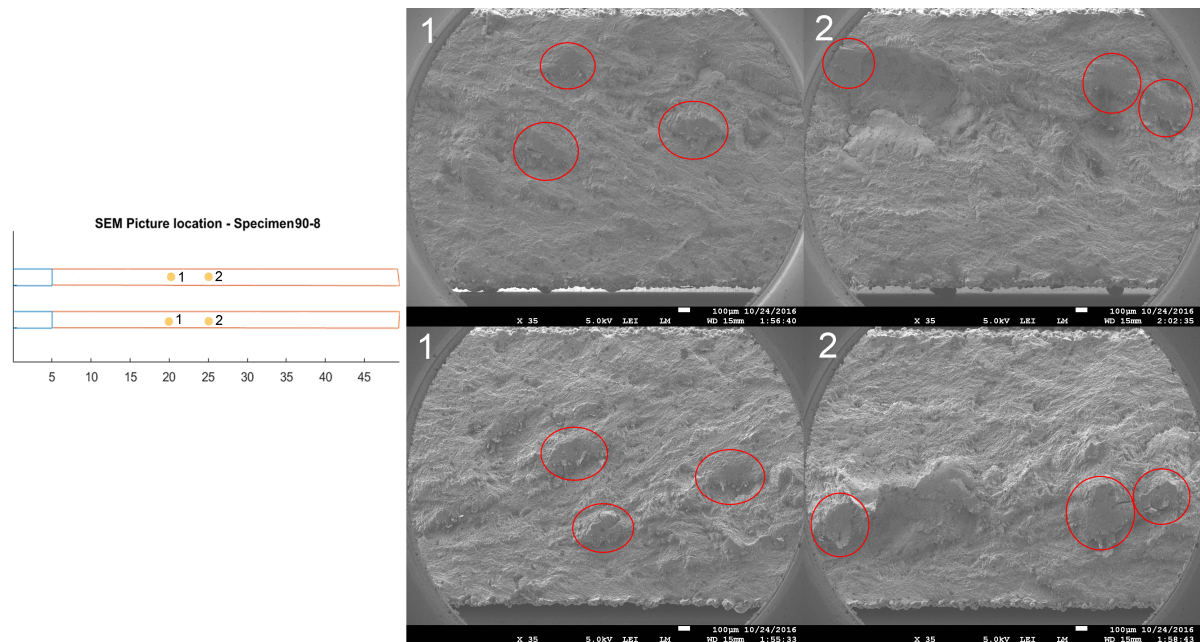 SEM Picture location - Specimen90-8
1 2
1 2
5 10 15 20 25 30 35 40 45
1
100µm 10/24/2016
X 35 5.0kV LEI LM WD 15mm 1:56:40
2
100µm 10/24/2016
X 35 5.0kV LEI LM WD 15mm 2:02:35
1
100µm 10/24/2016
X 35 5.0kV LEI LM WD 15mm 1:55:33
2
100µm 10/24/2016
X 35 5.0kV LEI LM WD 15mm 1:58:43